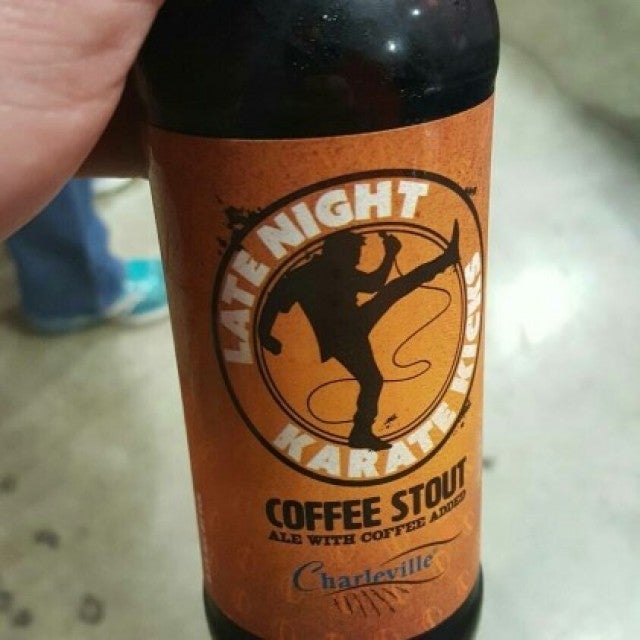 LATE NIGHT
KARATE KICKS
COFFEE STOUT
ALE WITH COFFEE ADDED
Charleville